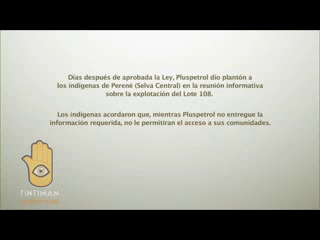 Días después de aprobada la Ley, Pluspetrol dio plantón a
los indígenas de Perené (Selva Central) en la reunión informativa
sobre la explotación del Lote 108.
Los indígenas acordaron que, mientras Pluspetrol no entregue la
información requerida, no le permitiran el acceso a sus comunidades.
TiNTiMAN